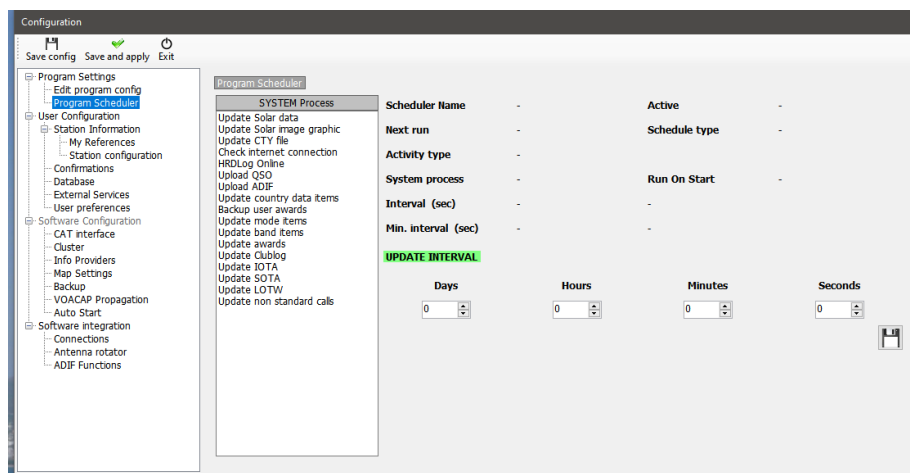 Configuration
Save config Save and apply Exit
Program Settings
Edit program config
Program Scheduler
User Configuration
Station Information
My References
Station configuration
Confirmations
Database
External Services
User preferences
Software Configuration
CAT interface
Cluster
Info Providers
Map Settings
Backup
VOACAP Propagation
Auto Start
Software integration
Connections
Antenna rotator
ADIF Functions
Program Scheduler
SYSTEM Process
Update Solar data
Update Solar image graphic
Update CTY file
Check internet connection
HRDLog Online
Upload QSO
Upload ADIF
Update country data items
Backup user awards
Update mode items
Update band items
Update awards
Update Clublog
Update IOTA
Update SOTA
Update LOTW
Update non standard calls
Scheduler Name - Active -
Next run - Schedule type -
Activity type -
System process - Run On Start -
Interval (sec) - -
Min. interval (sec) - -
UPDATE INTERVAL
Days Hours Minutes Seconds
0 0 0 0